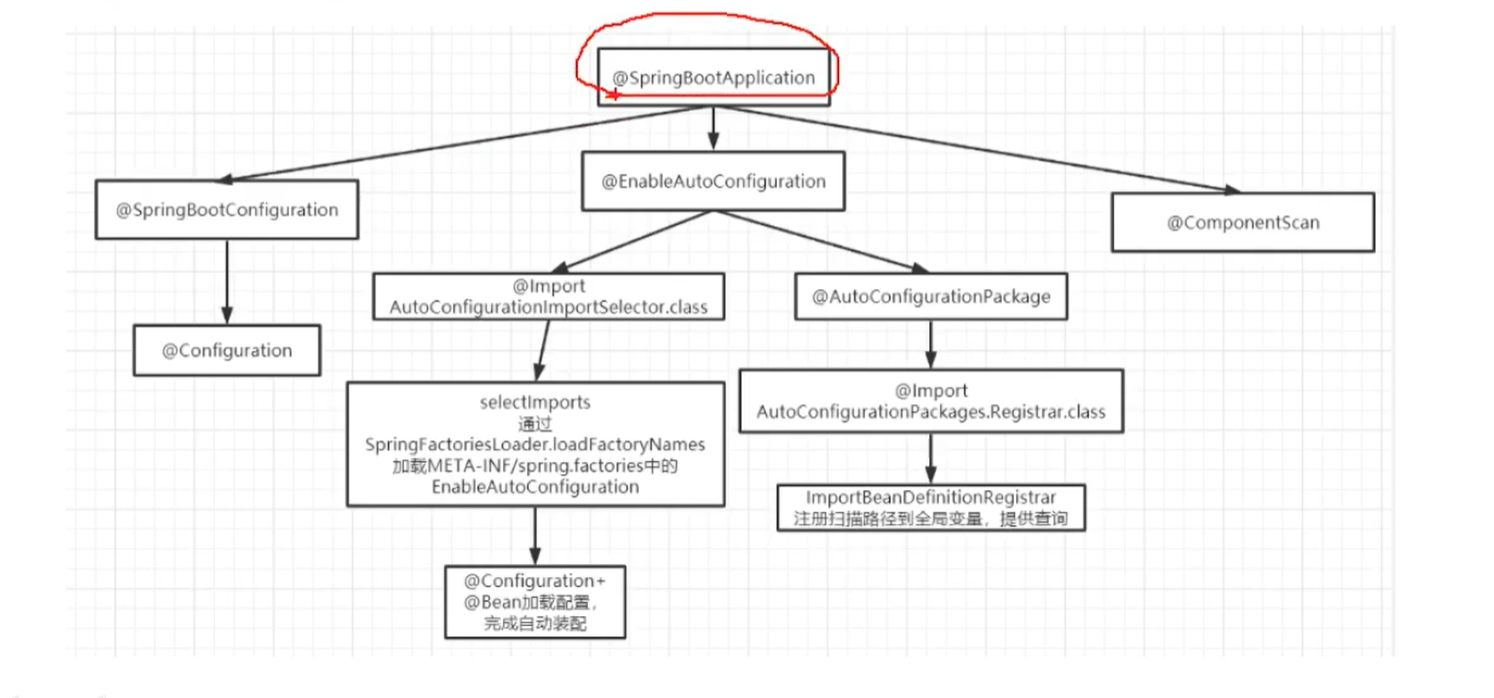 @SpringBootApplication
@EnableAutoConfiguration
@SpringBootConfiguration
@ComponentScan
@Import
AutoConfigurationImportSelector.class
@AutoConfigurationPackage
@Configuration
@Import
AutoConfigurationPackages.Registrar.class
selectImports
通过
SpringFactoriesLoader.loadFactoryNames
加载META-INF/spring.factories中的
EnableAutoConfiguration
ImportBeanDefinitionRegistrar
注册扫描路径到全局变量，提供查询
@Configuration+
@Bean加载配置，
完成自动装配